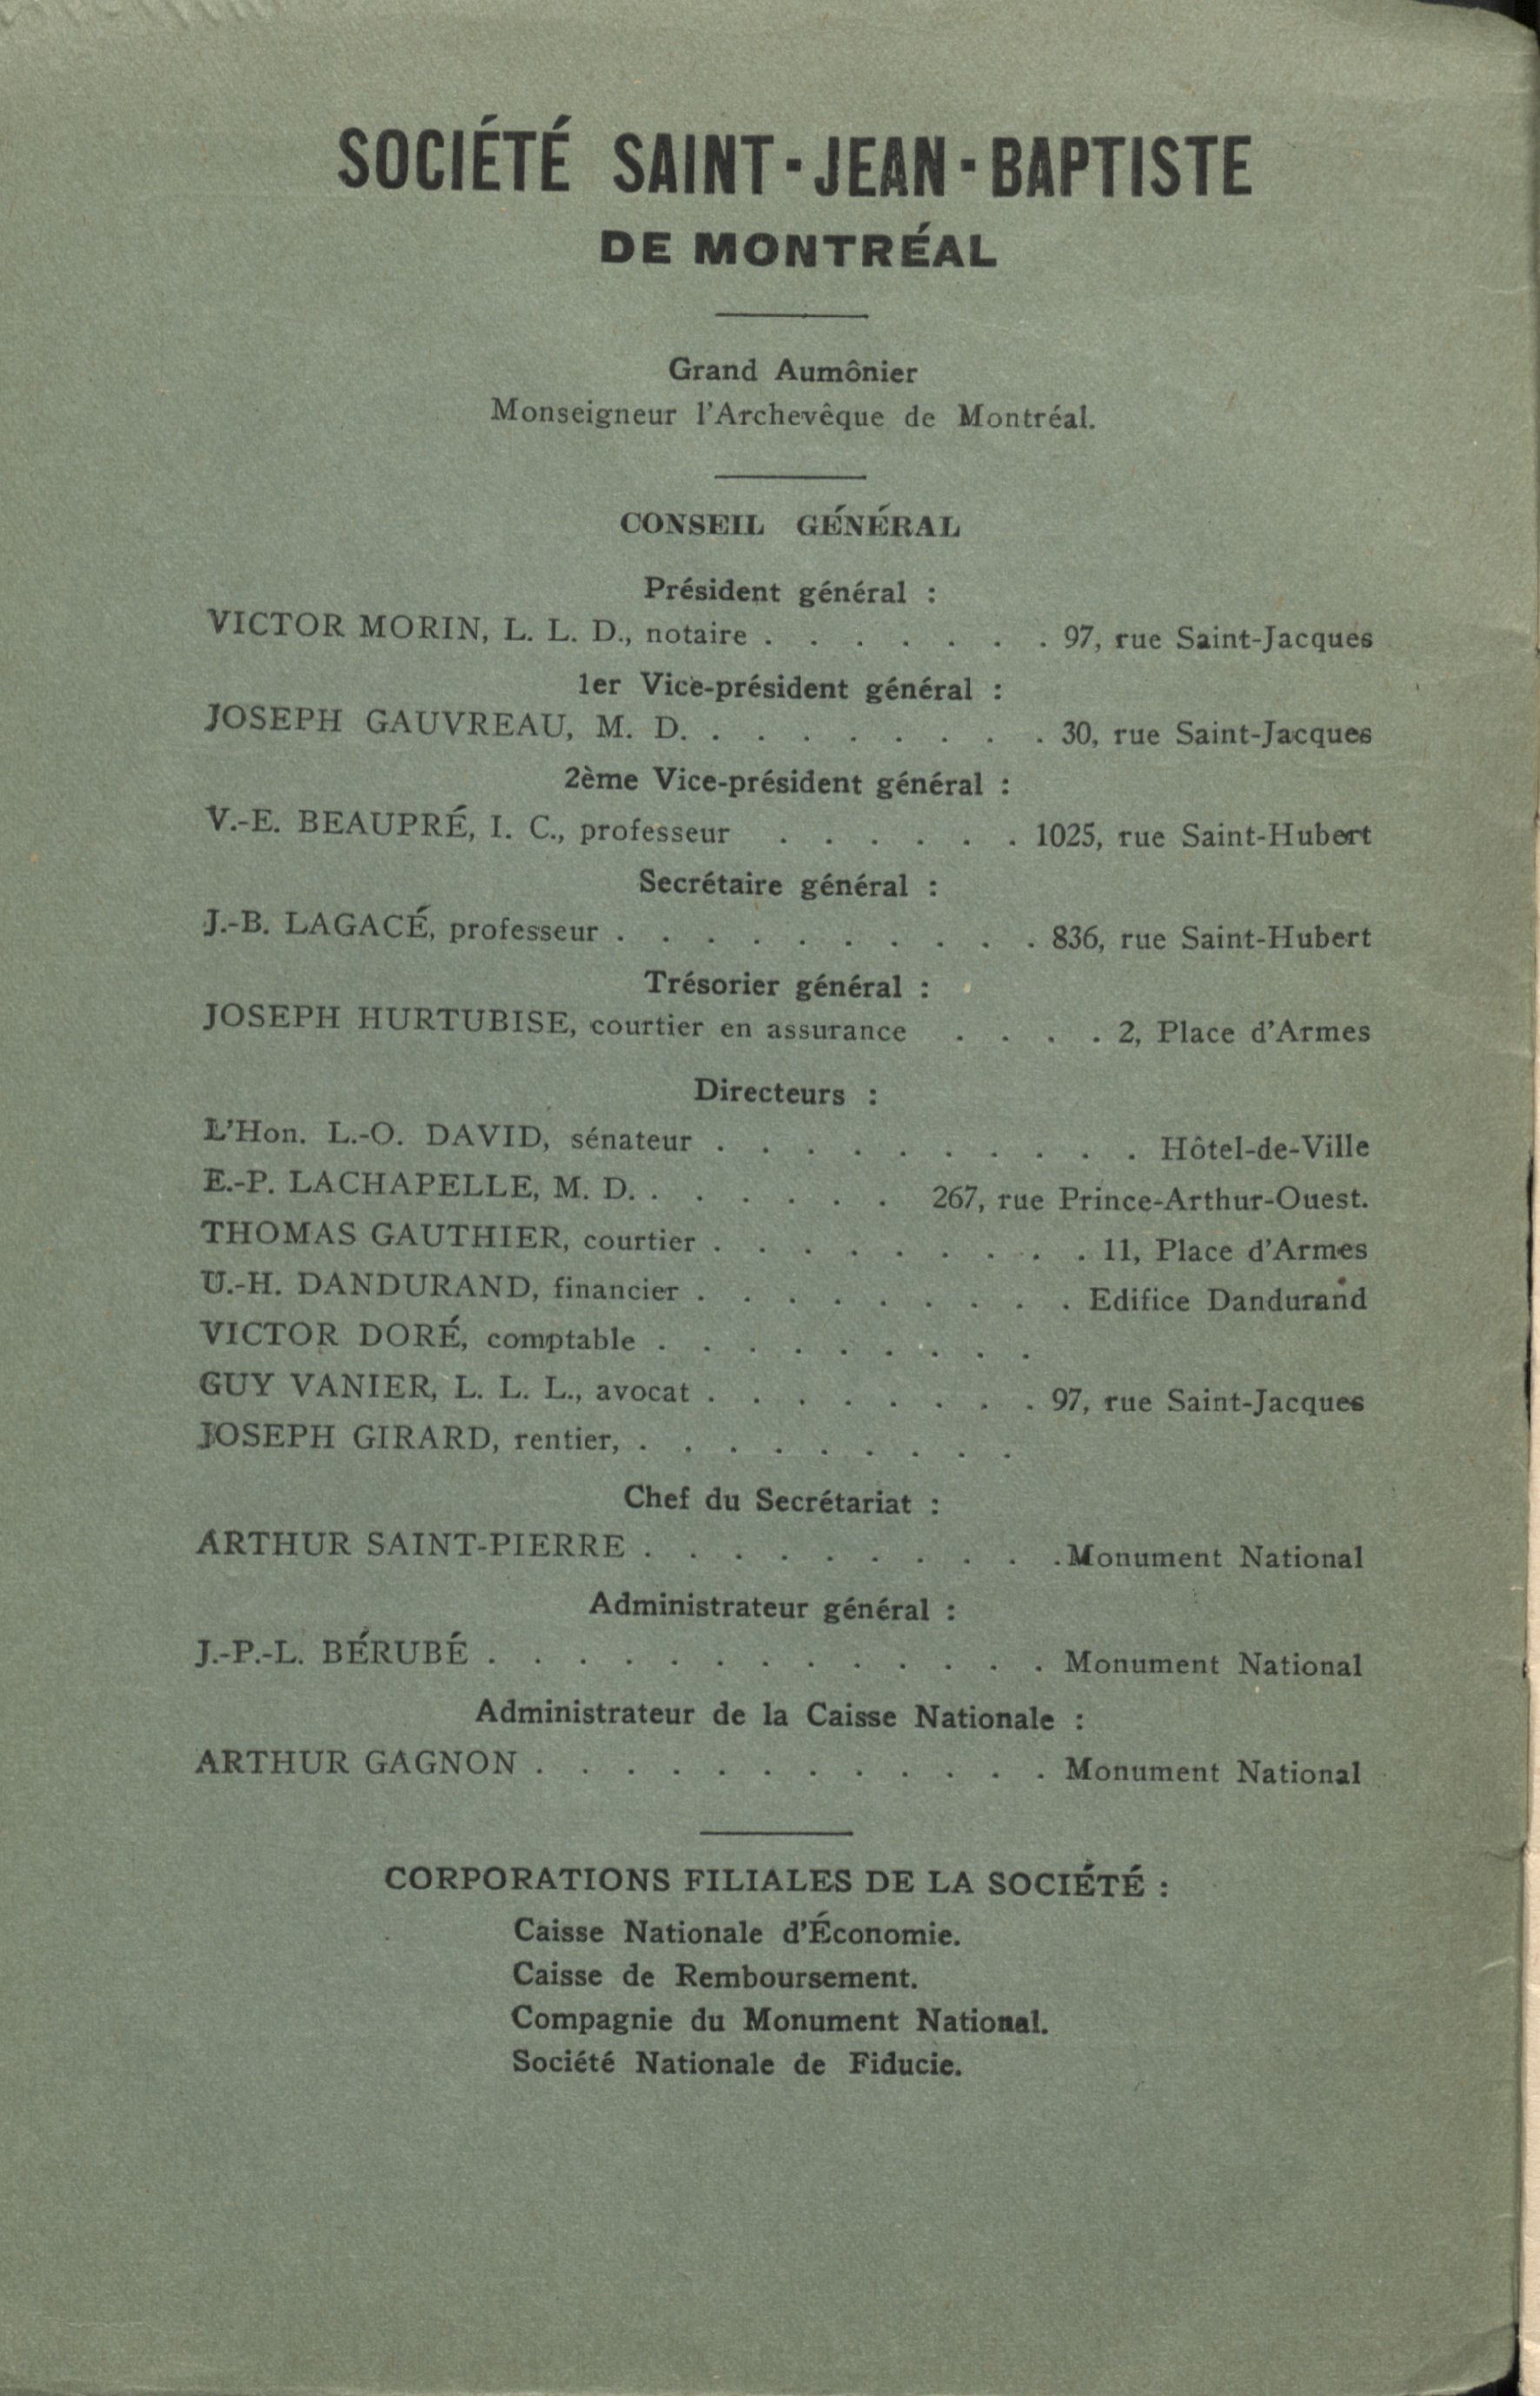 SOCIÉTÉ SAINT-JEAN-BAPTISTE
DE MONTRÉAL
Grand Aumônier
Monseigneur l'Archevêque de Montréal.
CONSEIL GÉNÉRAL
Président général :
VICTOR MORIN, L. L. D., notaire . . . . . . . 97, rue Saint-Jacques
1er Vice-président général :
JOSEPH GAUVREAU, M. D. . . . . . . . . 30, rue Saint-Jacques
2ème Vice-président général :
V.-E. BEAUPRÉ, I. C., professeur . . . . . . 1025, rue Saint-Hubert
Secrétaire général :
J.-B. LAGACÉ, professeur . . . . . . . . . . 836, rue Saint-Hubert
Trésorier général :
JOSEPH HURTUBISE, courtier en assurance . . . . 2, Place d'Armes
Directeurs :
L'Hon. L.-O. DAVID, sénateur . . . . . . . . . . Hôtel-de-Ville
E.-P. LACHAPELLE, M. D. . . . . . . 267, rue Prince-Arthur-Ouest.
THOMAS GAUTHIER, courtier . . . . . . . . . 11, Place d'Armes
U.-H. DANDURAND, financier . . . . . . . . . Edifice Dandurand
VICTOR DORÉ, comptable . . . . . . . . .
GUY VANIER, L. L. L., avocat . . . . . . . . 97, rue Saint-Jacques
JOSEPH GIRARD, rentier, . . . . . . . . .
Chef du Secrétariat :
ARTHUR SAINT-PIERRE . . . . . . . . . . Monument National
Administrateur général :
J.-P.-L. BÉRUBÉ . . . . . . . . . . . . . Monument National
Administrateur de la Caisse Nationale :
ARTHUR GAGNON . . . . . . . . . . . . Monument National
CORPORATIONS FILIALES DE LA SOCIÉTÉ :
Caisse Nationale d'Économie.
Caisse de Remboursement.
Compagnie du Monument National.
Société Nationale de Fiducie.